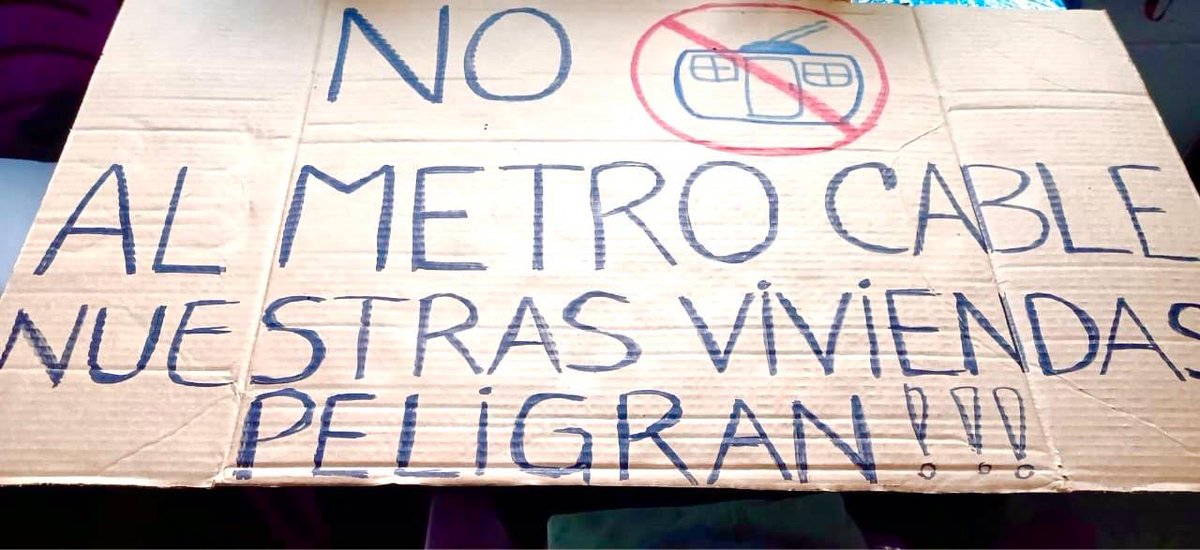 NO
AL METRO CABLE
NUESTRAS ViViENDAS
PELiGRAN !!!